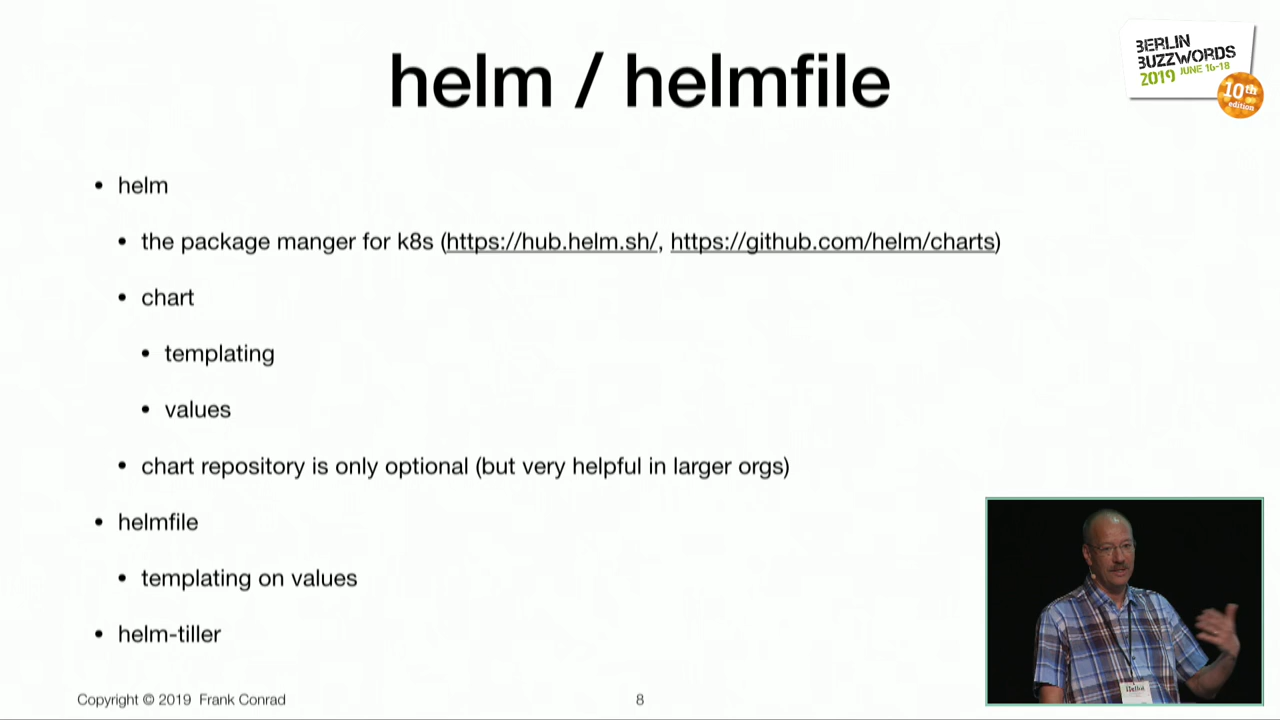 helm / helmfile
BERLIN
BUZZWORDS
2019 JUNE 16-18
10th
edition
• helm
• the package manger for k8s (https://hub.helm.sh/, https://github.com/helm/charts)
• chart
• templating
• values
• chart repository is only optional (but very helpful in larger orgs)
• helmfile
• templating on values
• helm-tiller
Hello!
Copyright © 2019 Frank Conrad
8